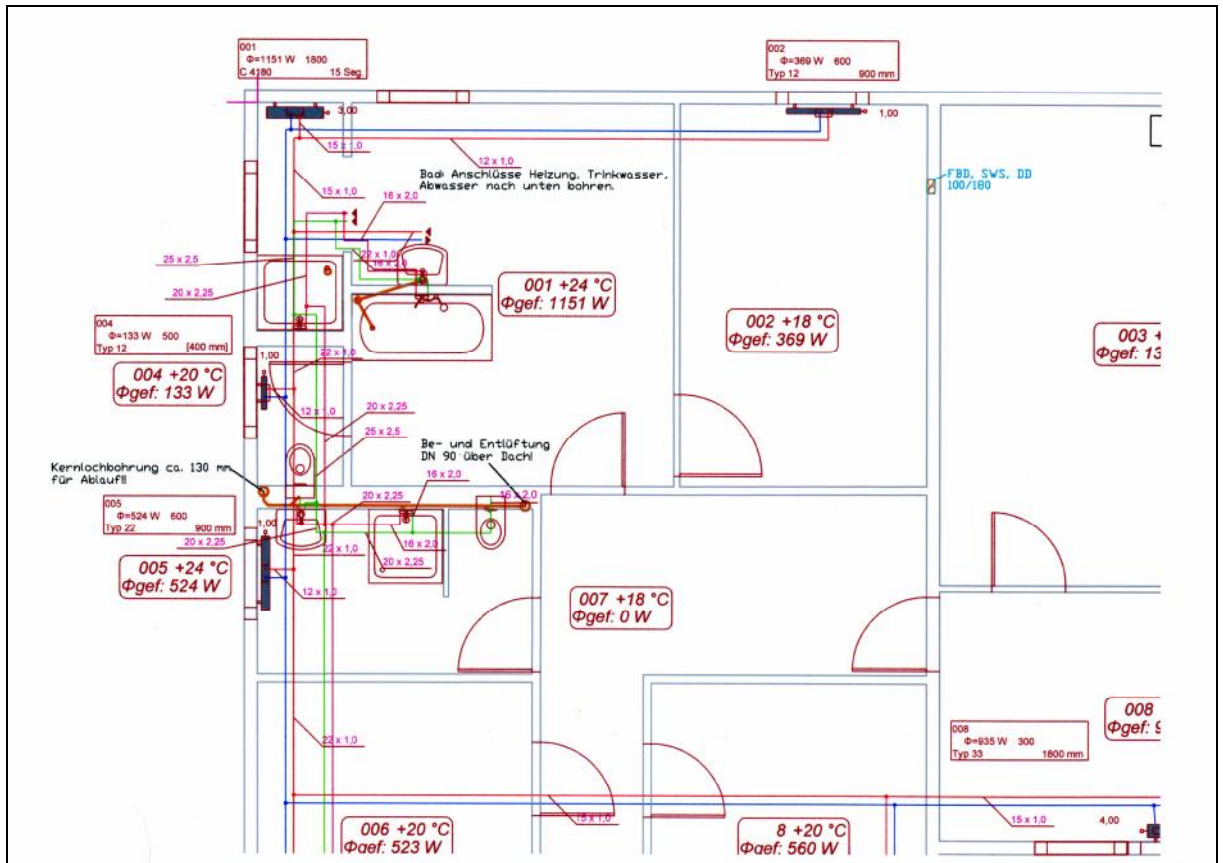 001
Φ=1151 W 1800
C 4180 15 Seg.
002
Φ=369 W 600
Typ 12 900 mm
3,00
1,00
15 x 1,0
12 x 1,0
Bad: Anschlüsse Heizung, Trinkwasser,
Abwasser nach unten bohren.
FBD, SWS, DD
100/180
15 x 1,0
16 x 2,0
25 x 2,5
22 x 1,0
20 x 2,25
001 +24 °C
Φgef: 1151 W
002 +18 °C
Φgef: 369 W
003 +
Φgef: 13
004
Φ=133 W 500
Typ 12 [400 mm]
1,00
22 x 1,0
004 +20 °C
Φgef: 133 W
12 x 1,0
20 x 2,25
25 x 2,5
Be- und Entlüftung
DN 90 über Dach!
Kernlochbohrung ca. 130 mm
für Ablauf!!
16 x 2,0
20 x 2,25
16 x 2,0
005
Φ=524 W 600
Typ 22 900 mm
1,00
20 x 2,25
22 x 1,0
16 x 2,0
20 x 2,25
005 +24 °C
Φgef: 524 W
12 x 1,0
007 +18 °C
Φgef: 0 W
22 x 1,0
008
Φgef: 9
008
Φ=935 W 300
Typ 33 1800 mm
15 x 1,0
15 x 1,0
4,00
006 +20 °C
Φgef: 523 W
8 +20 °C
Φgef: 560 W